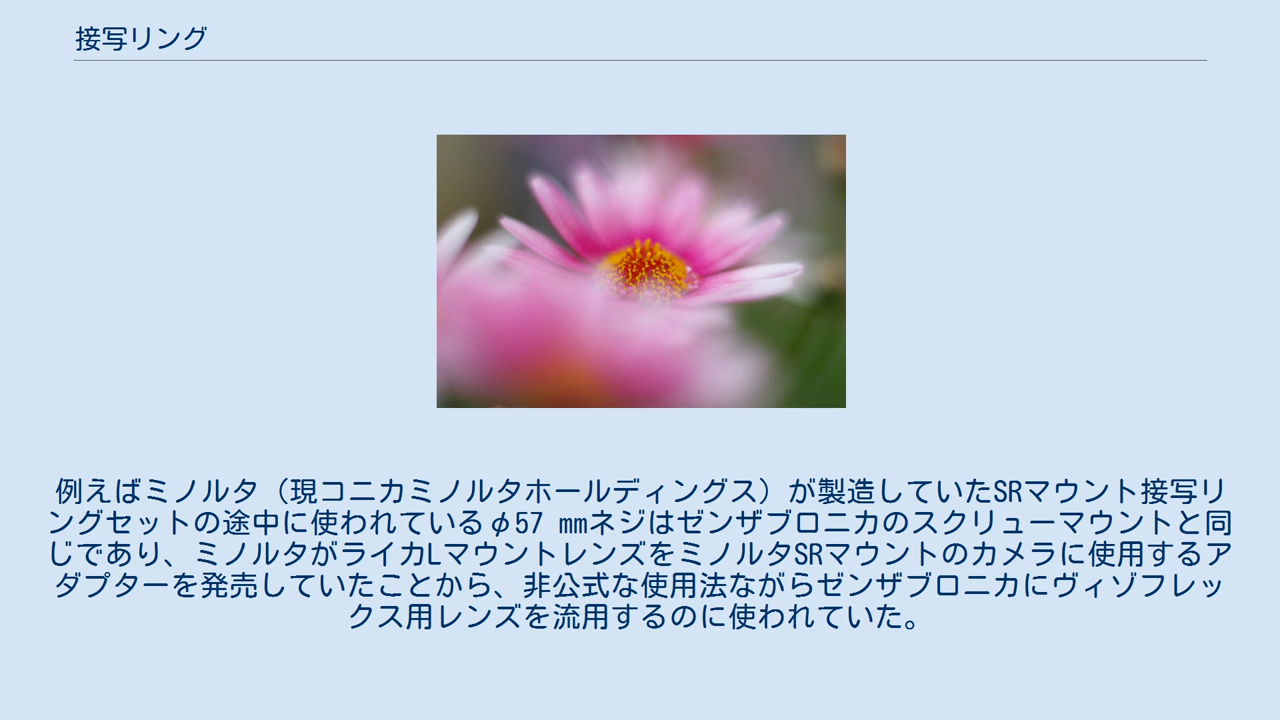 接写リング
例えばミノルタ（現コニカミノルタホールディングス）が製造していたSRマウント接写リ
ングセットの途中に使われているφ57 mmネジはゼンザブロニカのスクリューマウントと同
じであり、ミノルタがライカLマウントレンズをミノルタSRマウントのカメラに使用するア
ダプターを発売していたことから、非公式な使用法ながらゼンザブロニカにヴィゾフレッ
クス用レンズを流用するのに使われていた。